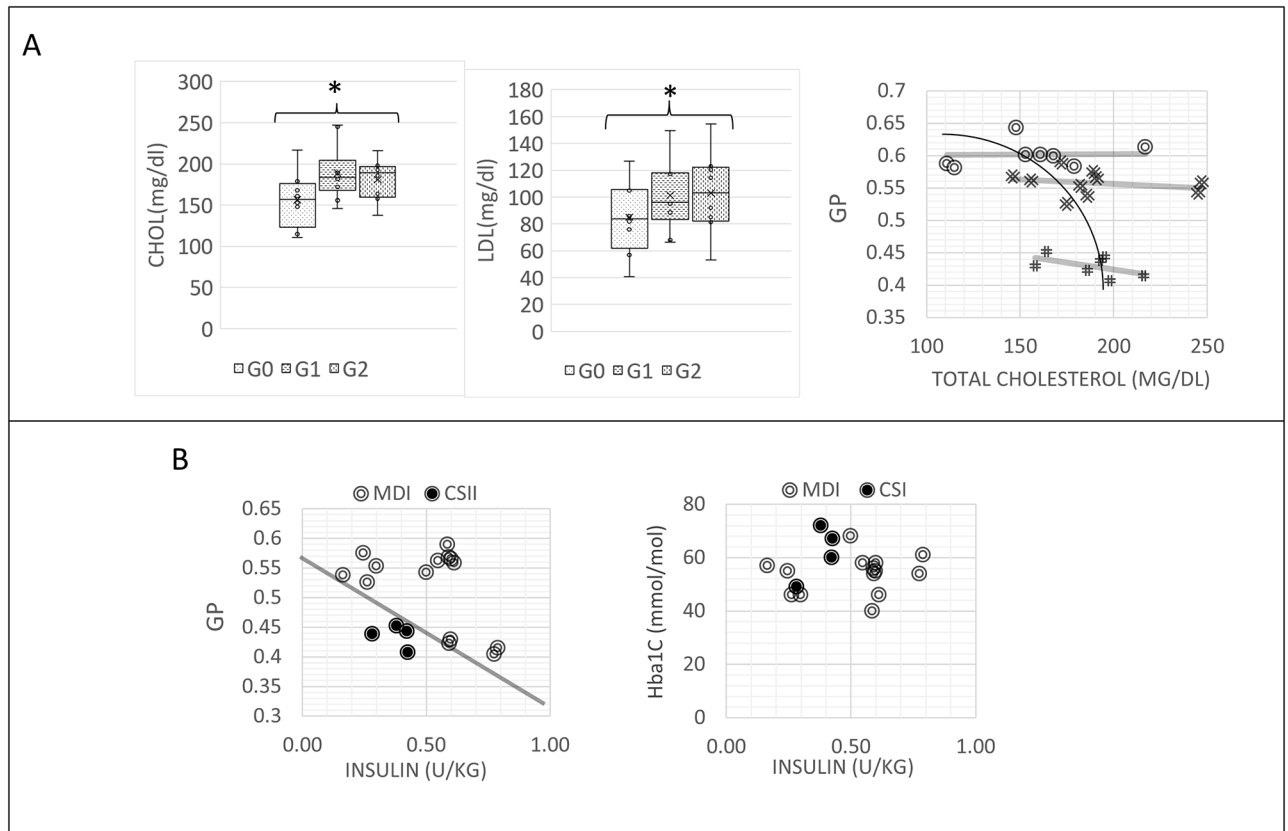 A
CHOL(mg/dl)
300
250
200
150
100
50
0
*
G0 G1 G2
LDL(mg/dl)
180
160
140
120
100
80
60
40
20
0
*
G0 G1 G2
GP
0.7
0.65
0.6
0.55
0.5
0.45
0.4
0.35
100 150 200 250
TOTAL CHOLESTEROL (MG/DL)
B
MDI CSII
GP
0.65
0.6
0.55
0.5
0.45
0.4
0.35
0.3
0.00 0.50 1.00
INSULIN (U/KG)
MDI CSI
Hba1C (mmol/mol)
80
60
40
20
0
0.00 0.50 1.00
INSULIN (U/KG)